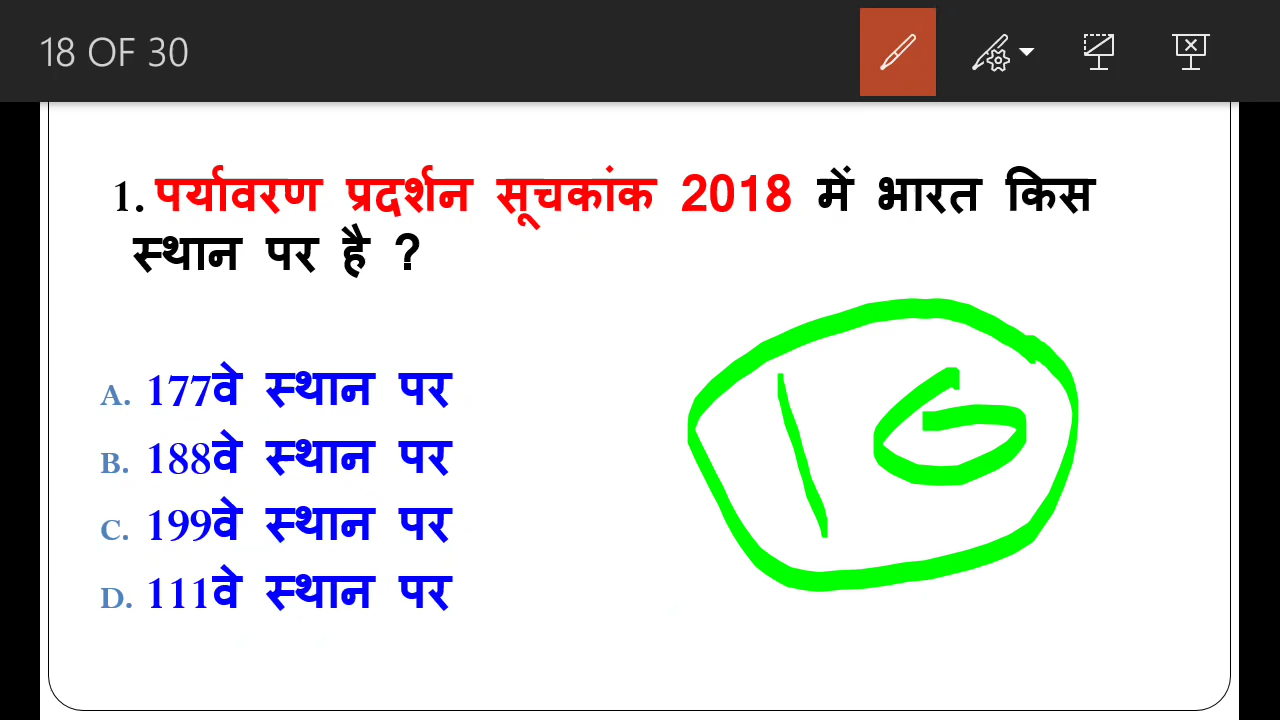 18 OF 30
1. पर्यावरण प्रदर्शन सूचकांक 2018 में भारत किस
स्थान पर है ?
A. 177वे स्थान पर
B. 188वे स्थान पर
C. 199वे स्थान पर
D. 111वे स्थान पर
16